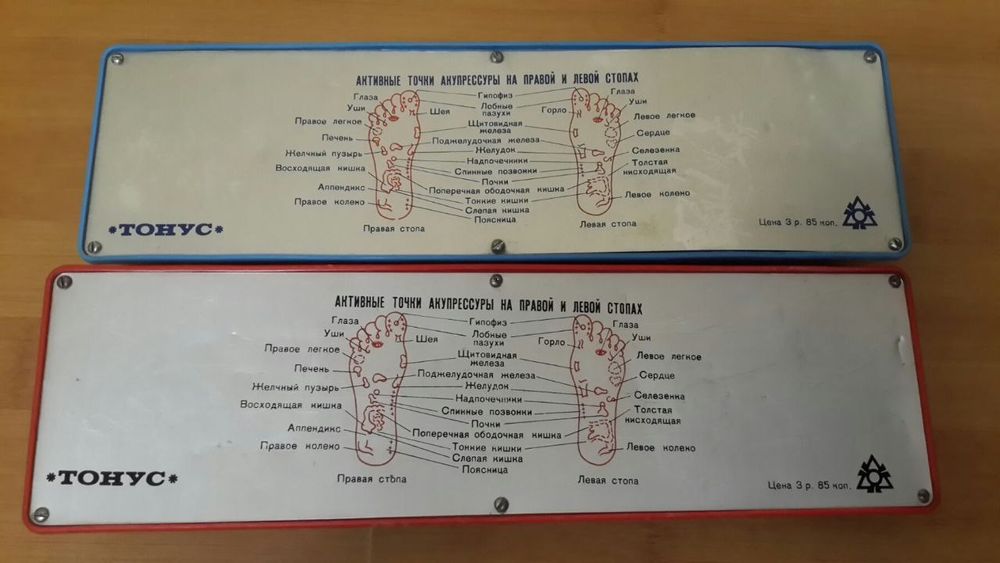 АКТИВНЫЕ ТОЧКИ АКУПРЕССУРЫ НА ПРАВОЙ И ЛЕВОЙ СТОПАХ
Глаза
Уши
Правое легкое
Печень
Желчный пузырь
Восходящая кишка
Аппендикс
Правое колено
Шея
Гипофиз
Лобные
пазухи
Щитовидная
железа
Поджелудочная железа
Желудок
Надпочечники
Спинные позвонки
Почки
Поперечная ободочная кишка
Тонкие кишки
Слепая кишка
Поясница
Горло
Глаза
Уши
Левое легкое
Сердце
Селезенка
Толстая
нисходящая
Левое колено
Правая стопа
Левая стопа
*ТОНУС*
Цена 3 р. 85 коп.
АКТИВНЫЕ ТОЧКИ АКУПРЕССУРЫ НА ПРАВОЙ И ЛЕВОЙ СТОПАХ
Глаза
Уши
Правое легкое
Печень
Желчный пузырь
Восходящая кишка
Аппендикс
Правое колено
Шея
Гипофиз
Лобные
пазухи
Щитовидная
железа
Поджелудочная железа
Желудок
Надпочечники
Спинные позвонки
Почки
Поперечная ободочная кишка
Тонкие кишки
Слепая кишка
Поясница
Горло
Глаза
Уши
Левое легкое
Сердце
Селезенка
Толстая
нисходящая
Левое колено
Правая стопа
Левая стопа
*ТОНУС*
Цена 3 р. 85 коп.